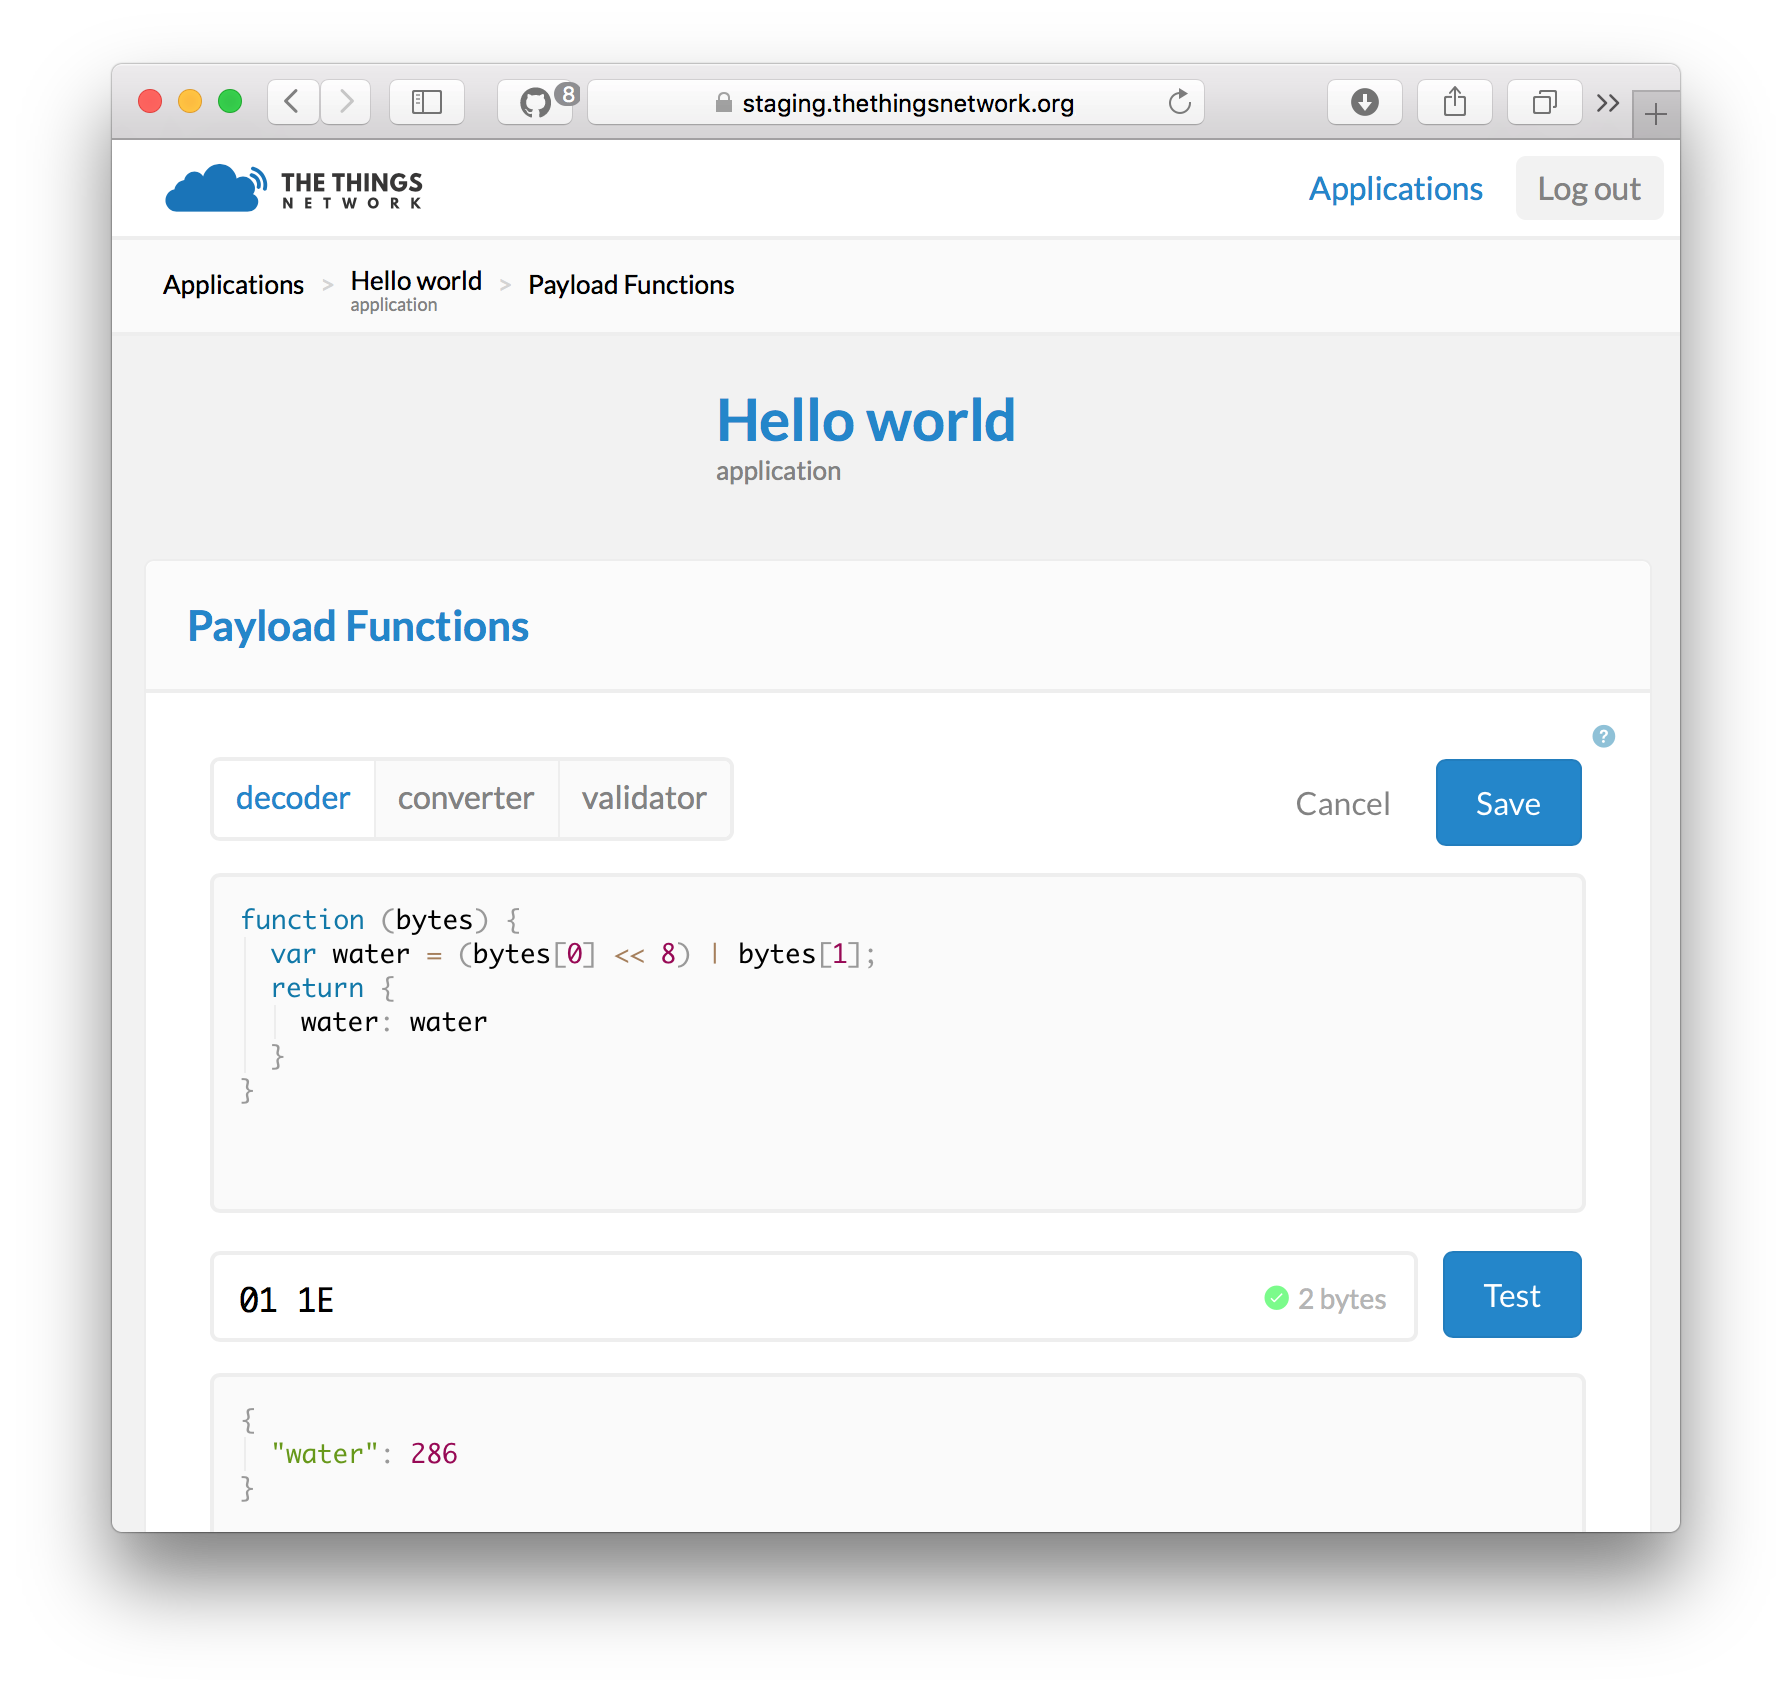 8
staging.thethingsnetwork.org
THE THINGS
NETWORK
Applications
Log out
Applications > Hello world > Payload Functions
application
Hello world
application
Payload Functions
?
decoder
converter
validator
Cancel
Save
function (bytes) {
  var water = (bytes[0] << 8) | bytes[1];
  return {
    water: water
  }
}
01 1E
2 bytes
Test
{
  "water": 286
}